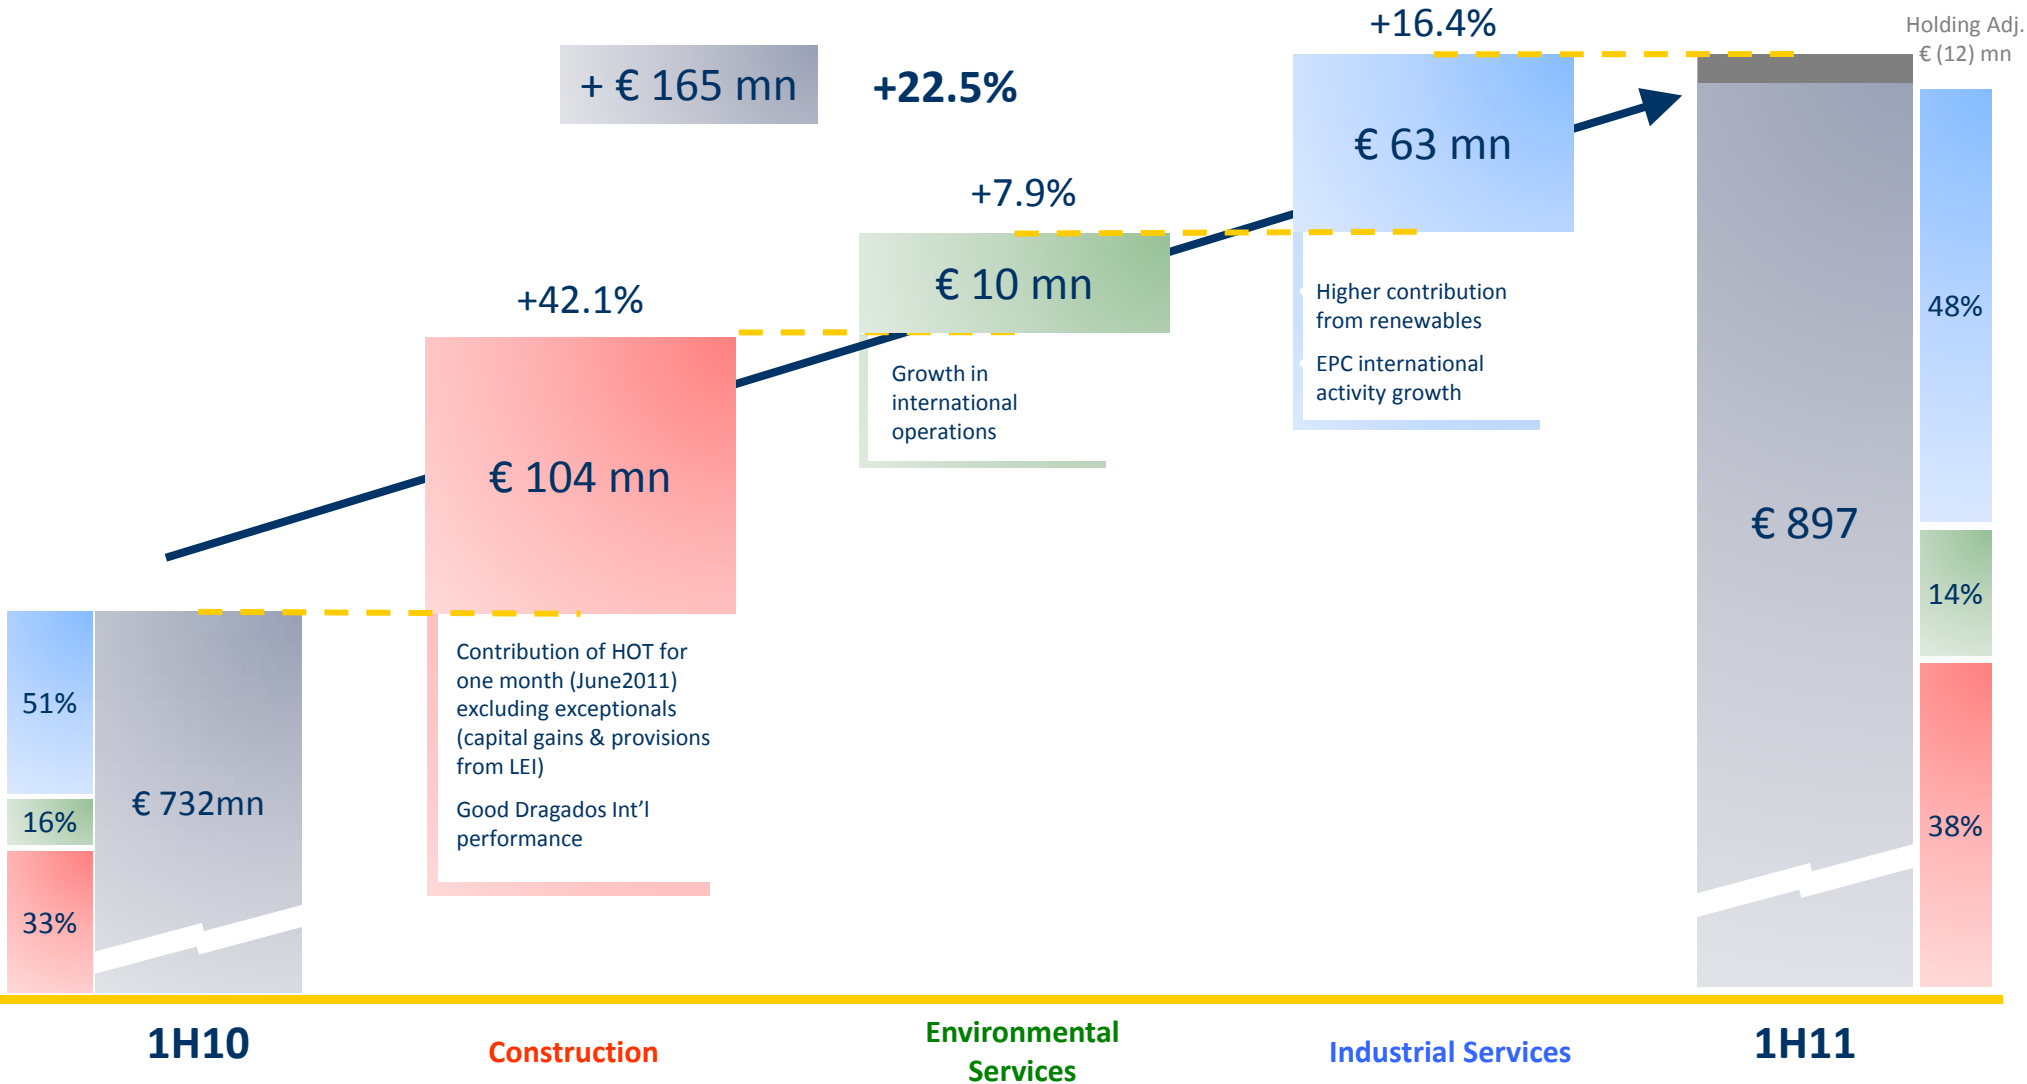 +16.4%
Holding Adj.
€ (12) mn
+ € 165 mn
+22.5%
€ 63 mn
+7.9%
€ 10 mn
+42.1%
Higher contribution
from renewables
EPC international
activity growth
48%
Growth in
international
operations
€ 104 mn
€ 897
14%
Contribution of HOT for
one month (June2011)
excluding exceptionals
(capital gains & provisions
from LEI)
Good Dragados Int'l
performance
51%
€ 732mn
16%
38%
33%
1H10
Construction
Environmental
Services
Industrial Services
1H11